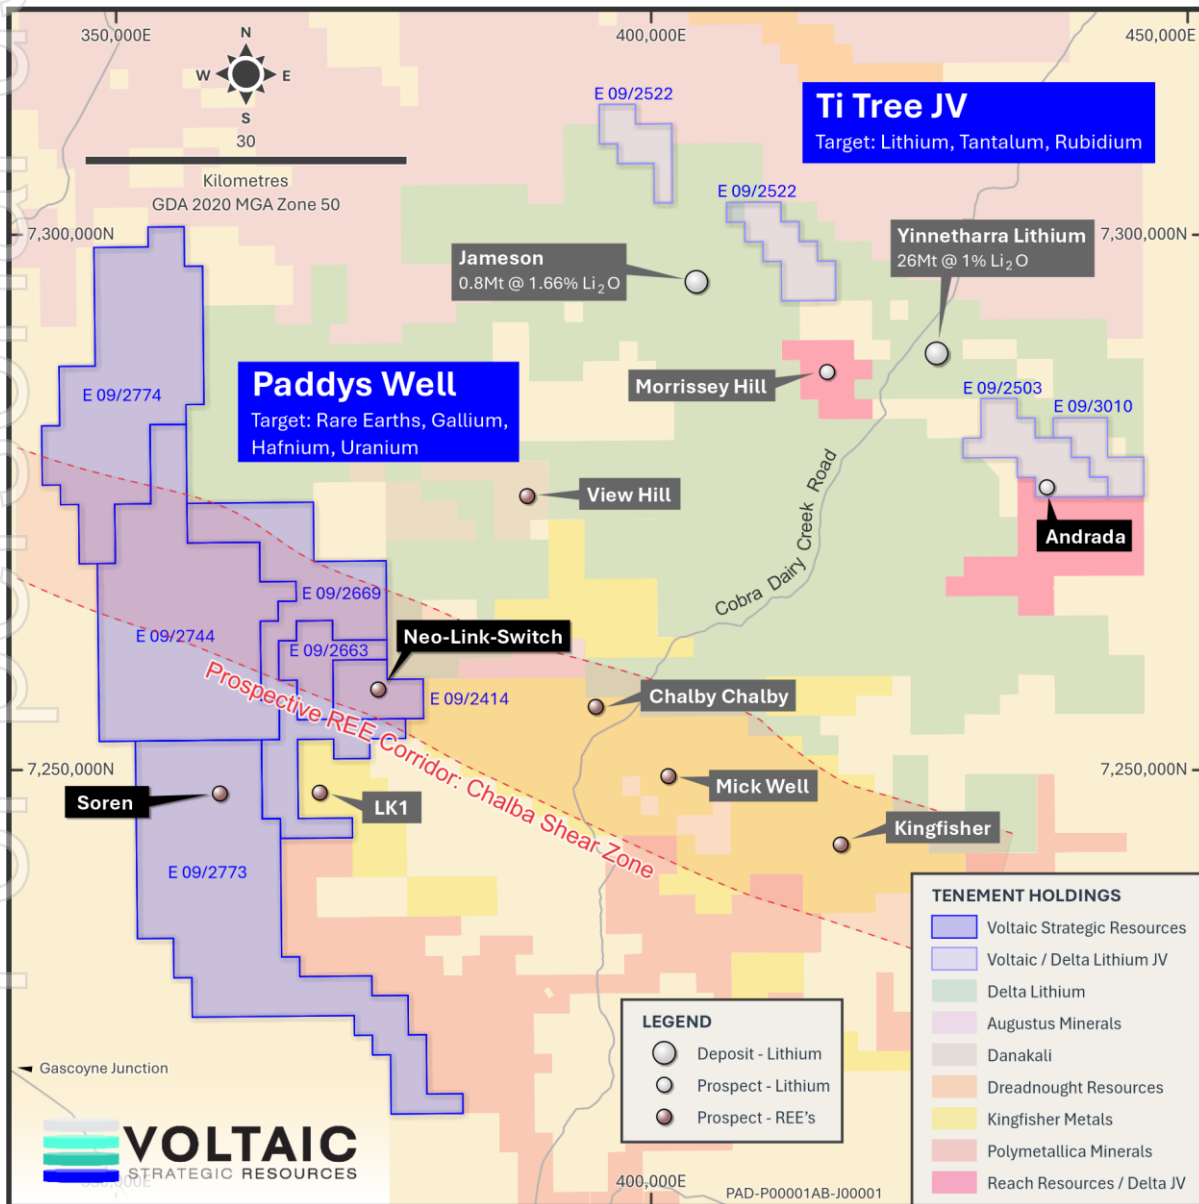 350,000E
400,000E
450,000E
N
W
E
S
30
Kilometres
GDA 2020 MGA Zone 50
E 09/2522
Ti Tree JV
Target: Lithium, Tantalum, Rubidium
E 09/2522
7,300,000N
7,300,000N
Jameson
0.8Mt @ 1.66% Li₂O
Yinnetharra Lithium
26Mt @ 1% Li₂O
Paddys Well
Target: Rare Earths, Gallium,
Hafnium, Uranium
Morrissey Hill
E 09/2774
E 09/2503
E 09/3010
View Hill
Andrada
Cobra Dairy Creek Road
E 09/2669
E 09/2744
E 09/2663
Neo-Link-Switch
E 09/2414
Chalby Chalby
Prospective REE Corridor: Chalba Shear Zone
7,250,000N
7,250,000N
Mick Well
Soren
LK1
Kingfisher
E 09/2773
TENEMENT HOLDINGS
Voltaic Strategic Resources
Voltaic / Delta Lithium JV
Delta Lithium
Augustus Minerals
Danakali
Dreadnought Resources
Kingfisher Metals
Polymetallica Minerals
Reach Resources / Delta JV
LEGEND
Deposit - Lithium
Prospect - Lithium
Prospect - REE's
Gascoyne Junction
VOLTAIC
STRATEGIC RESOURCES
350,000E
400,000E
PAD-P00001AB-J00001